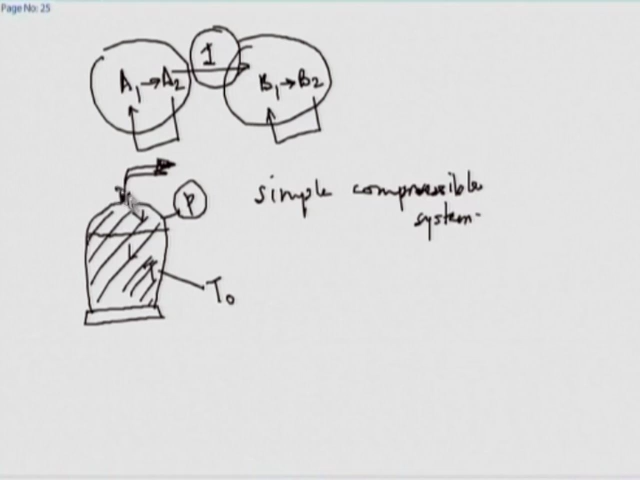 Page No: 25
1
A₁ → A₂
B₁ → B₂
P
simple compressible
system.
T
T₀